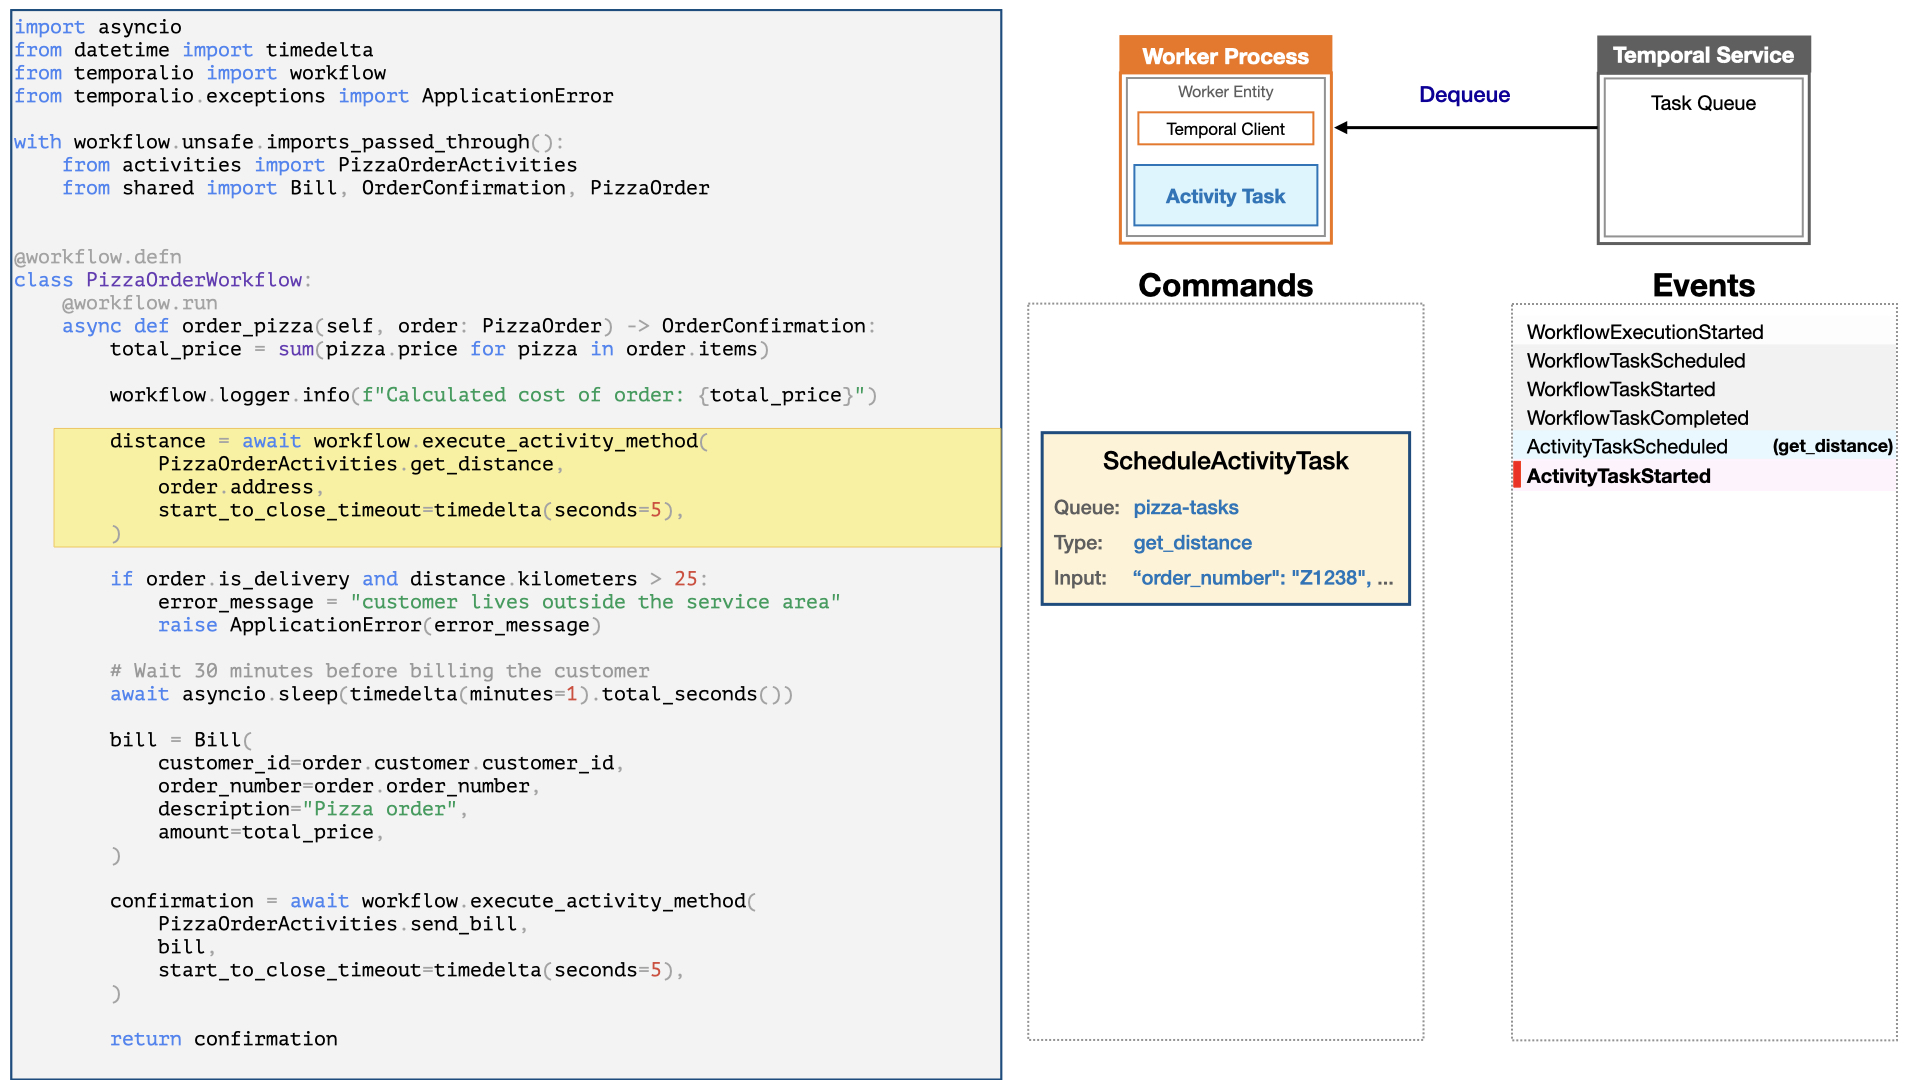 import asyncio
from datetime import timedelta
from temporalio import workflow
from temporalio.exceptions import ApplicationError

with workflow.unsafe.imports_passed_through():
    from activities import PizzaOrderActivities
    from shared import Bill, OrderConfirmation, PizzaOrder

@workflow.defn
class PizzaOrderWorkflow:
    @workflow.run
    async def order_pizza(self, order: PizzaOrder) -> OrderConfirmation:
        total_price = sum(pizza.price for pizza in order.items)

        workflow.logger.info(f"Calculated cost of order: {total_price}")

        distance = await workflow.execute_activity_method(
            PizzaOrderActivities.get_distance,
            order.address,
            start_to_close_timeout=timedelta(seconds=5),
        )

        if order.is_delivery and distance.kilometers > 25:
            error_message = "customer lives outside the service area"
            raise ApplicationError(error_message)

        # Wait 30 minutes before billing the customer
        await asyncio.sleep(timedelta(minutes=1).total_seconds())

        bill = Bill(
            customer_id=order.customer.customer_id,
            order_number=order.order_number,
            description="Pizza order",
            amount=total_price,
        )

        confirmation = await workflow.execute_activity_method(
            PizzaOrderActivities.send_bill,
            bill,
            start_to_close_timeout=timedelta(seconds=5),
        )

        return confirmation
Worker Process
Worker Entity
Temporal Client
Activity Task
Dequeue
Temporal Service
Task Queue
Commands
ScheduleActivityTask
Queue: pizza-tasks
Type: get_distance
Input: “order_number": "Z1238", ...
Events
WorkflowExecutionStarted
WorkflowTaskScheduled
WorkflowTaskStarted
WorkflowTaskCompleted
ActivityTaskScheduled (get_distance)
ActivityTaskStarted